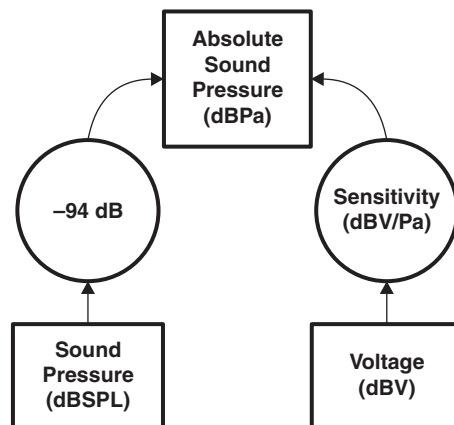 Absolute
Sound
Pressure
(dBPa)
–94 dB
Sensitivity
(dBV/Pa)
Sound
Pressure
(dBSPL)
Voltage
(dBV)